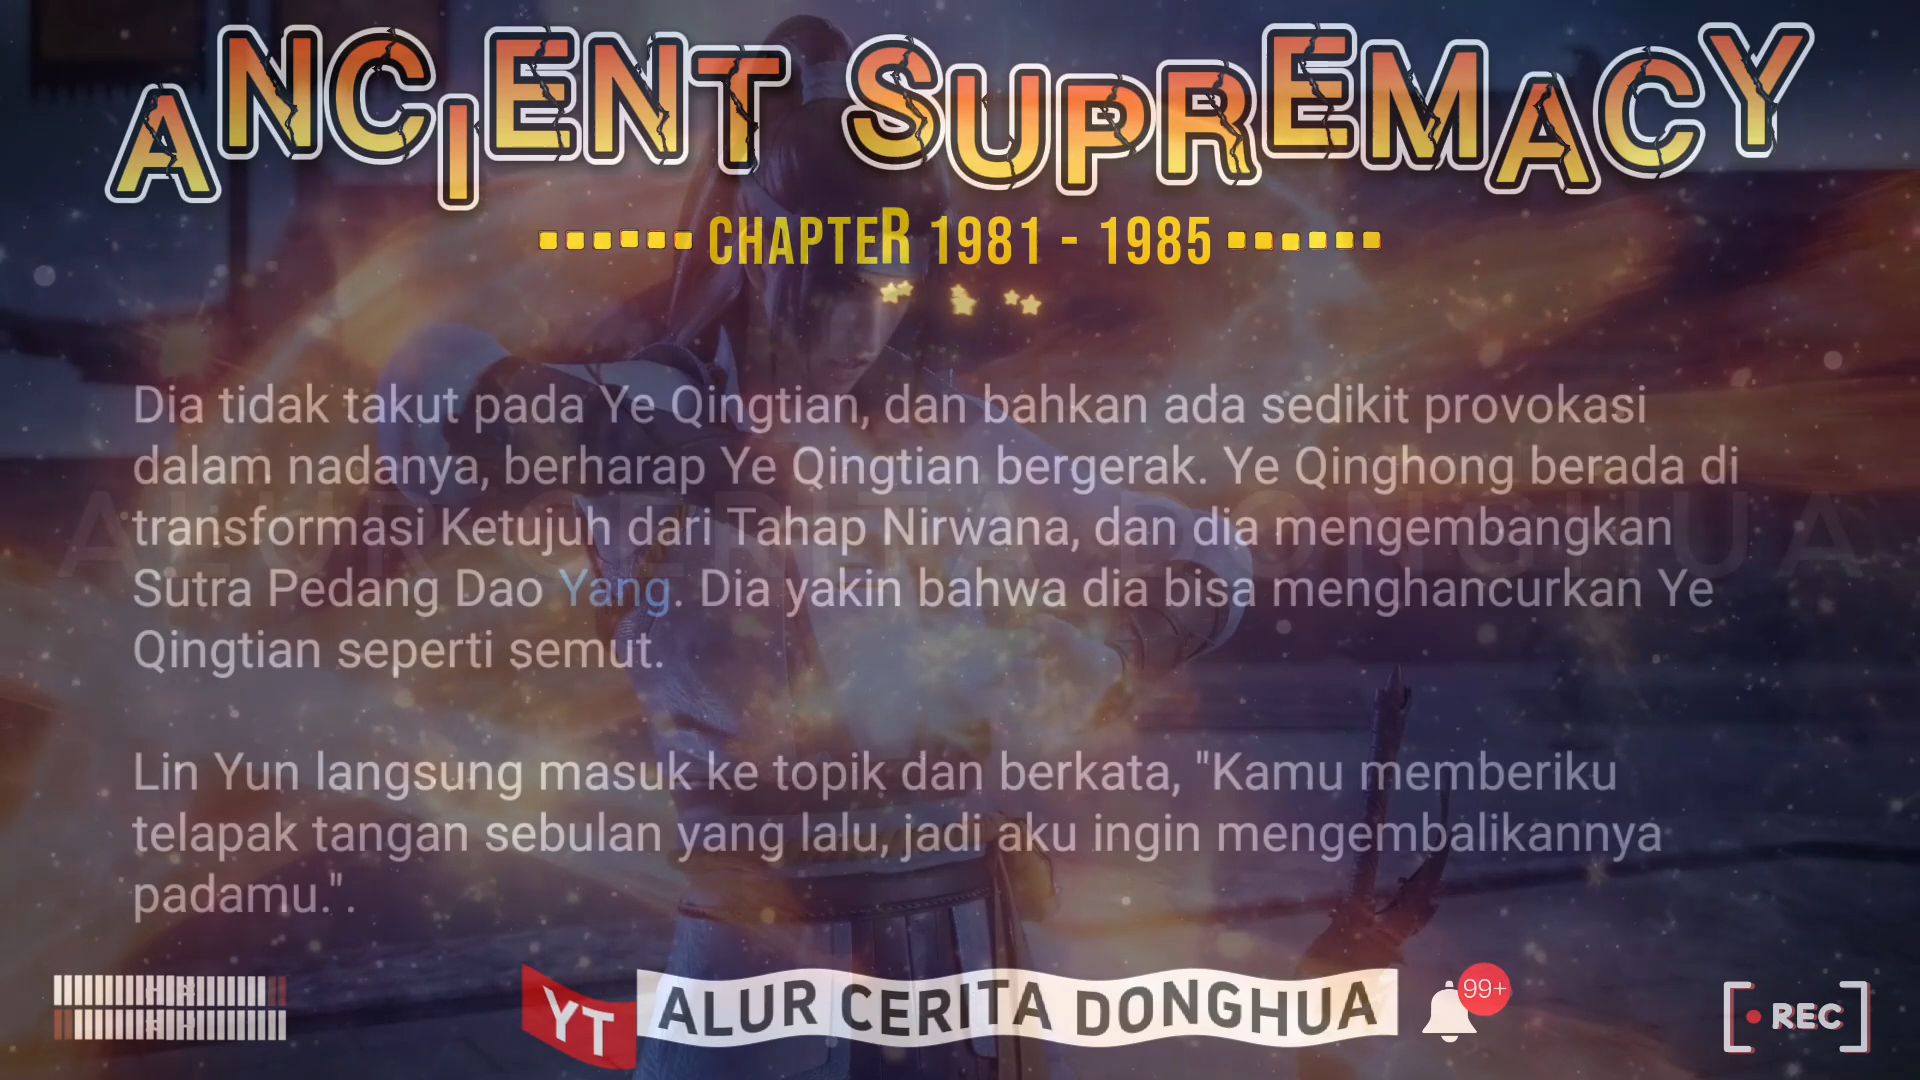 ANCIENT SUPREMACY
CHAPTER 1981 - 1985
Dia tidak takut pada Ye Qingtian, dan bahkan ada sedikit provokasi
dalam nadanya, berharap Ye Qingtian bergerak. Ye Qinghong berada di
transformasi Ketujuh dari Tahap Nirwana, dan dia mengembangkan
Sutra Pedang Dao Yang. Dia yakin bahwa dia bisa menghancurkan Ye
Qingtian seperti semut.
Lin Yun langsung masuk ke topik dan berkata, "Kamu memberiku
telapak tangan sebulan yang lalu, jadi aku ingin mengembalikannya
padamu.".
ALUR CERITA DONGHUA
YT ALUR CERITA DONGHUA
99+
REC